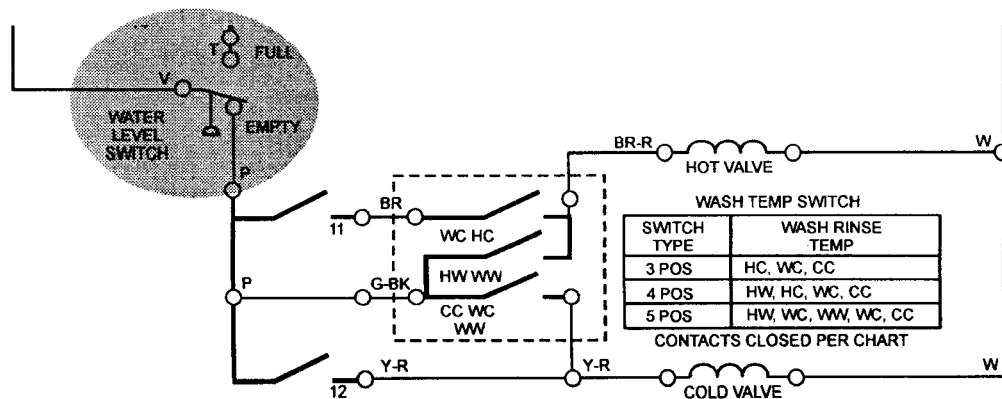 T
FULL
V
WATER
LEVEL
SWITCH
EMPTY
P
BR-R
HOT VALVE
W
BR
11
WC HC
HW WW
P
G-BK
CC WC
WW
WASH TEMP SWITCH
SWITCH TYPE WASH RINSE TEMP
3 POS HC, WC, CC
4 POS HW, HC, WC, CC
5 POS HW, WC, WW, WC, CC
CONTACTS CLOSED PER CHART
12
Y-R
Y-R
COLD VALVE
W